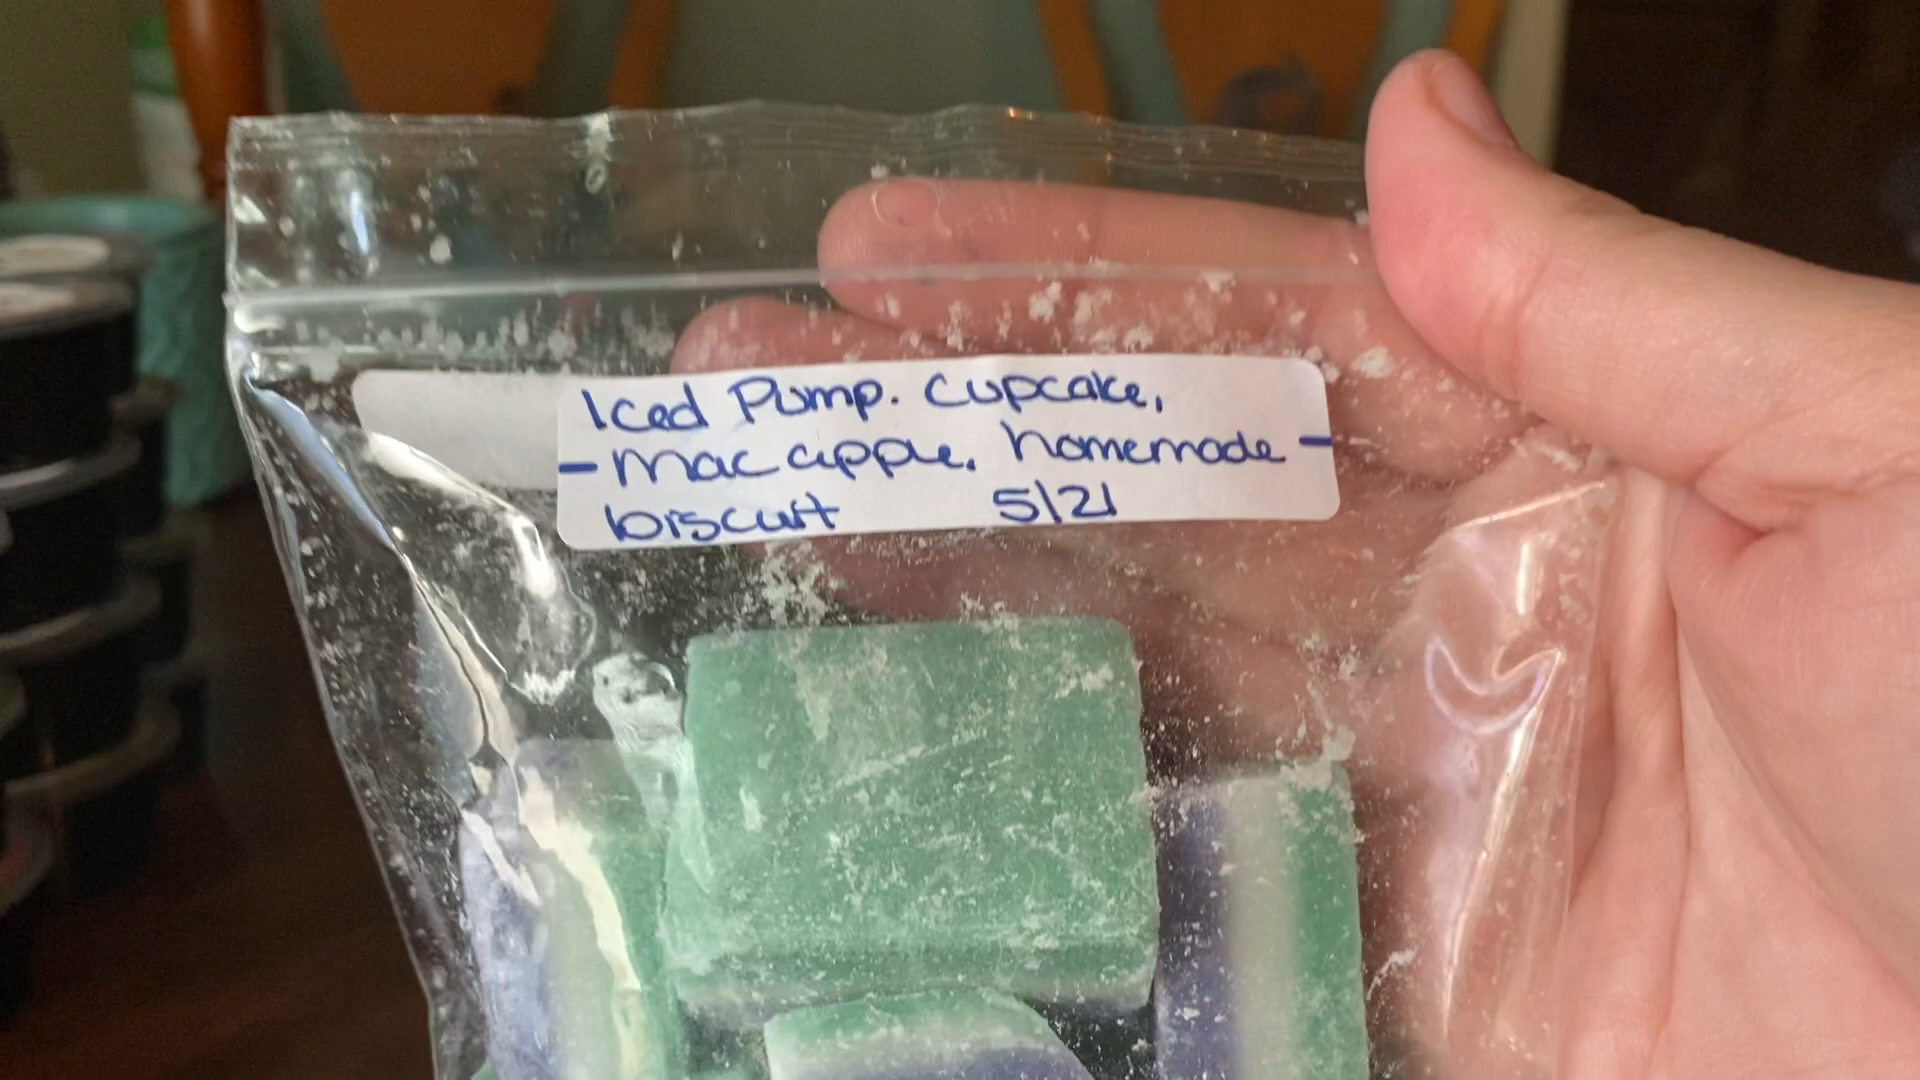 Iced Pump. Cupcake,
- Mac apple. homemade -
biscuit 5/21